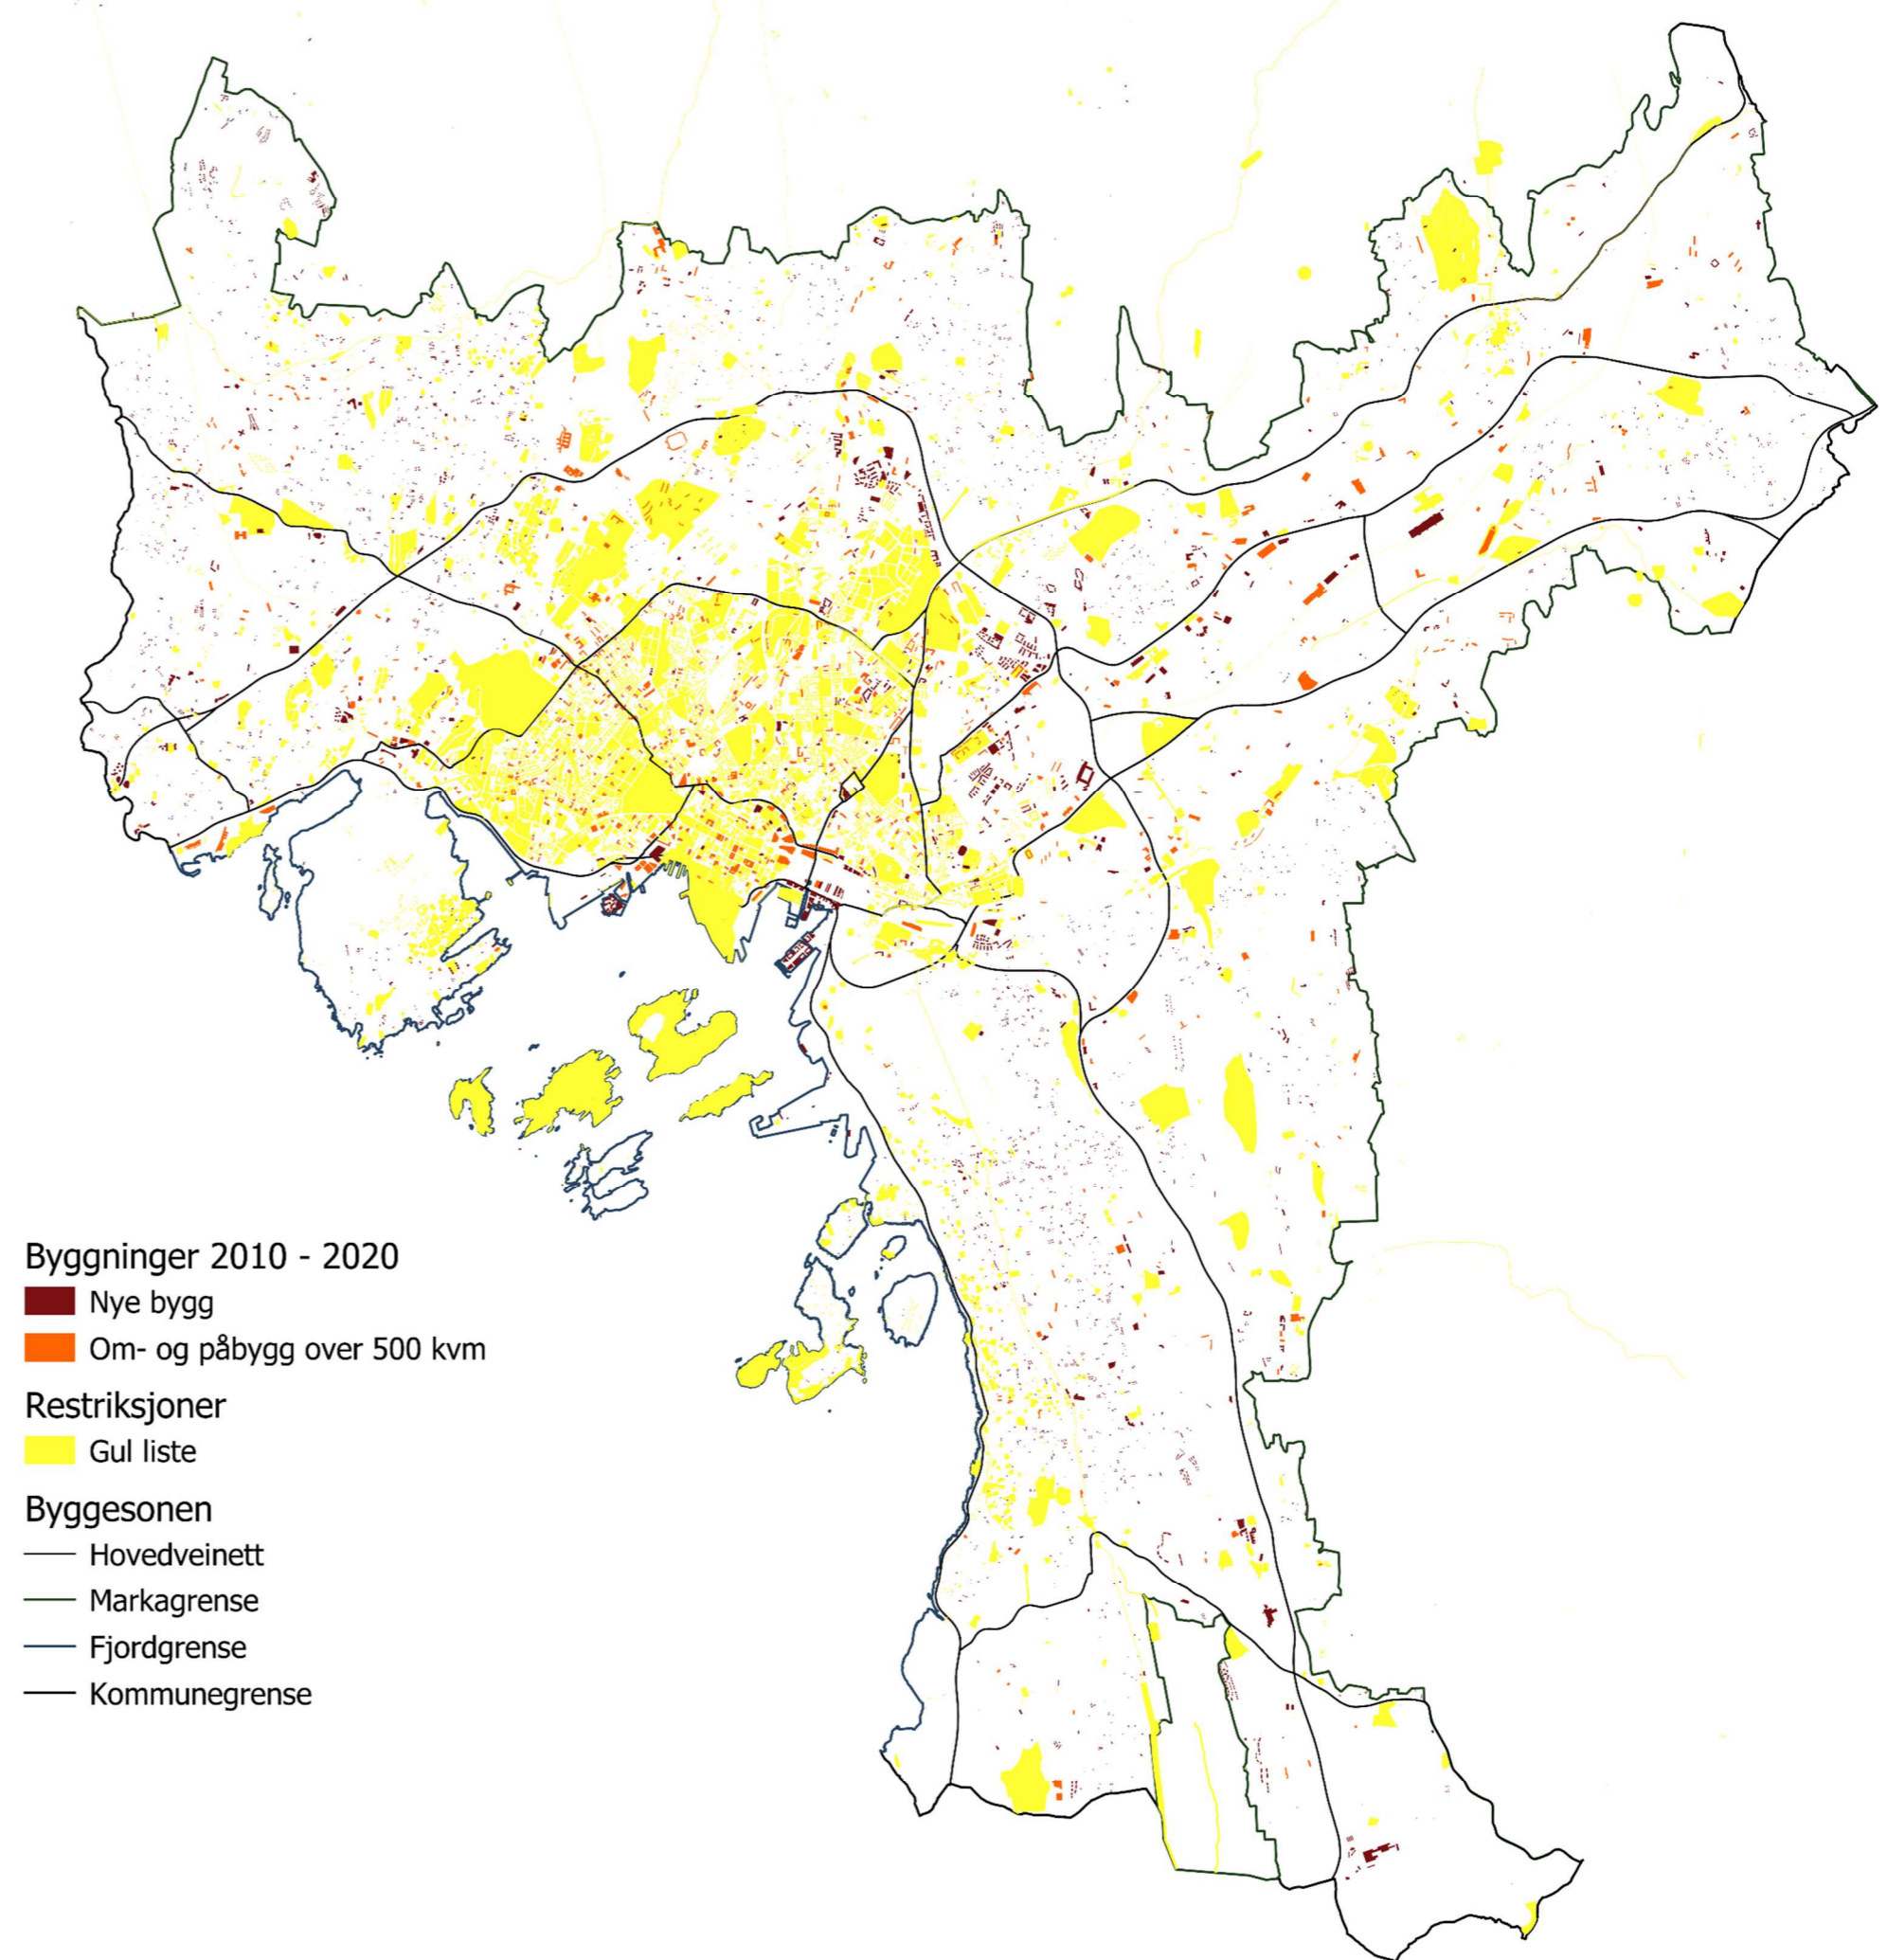 Byggninger 2010 - 2020
Nye bygg
Om- og påbygg over 500 kvm
Restriksjoner
Gul liste
Byggesonen
Hovedveinett
Markagrense
Fjordgrense
Kommunegrense